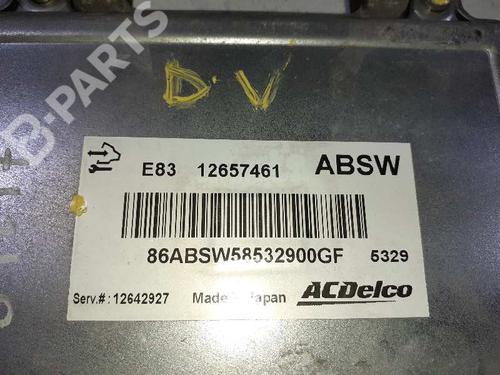 B-PARTS
D.V
E83 12657461 ABSW
86ABSW58532900GF 5329
Serv.#: 12642927 Made in Japan ACDelco